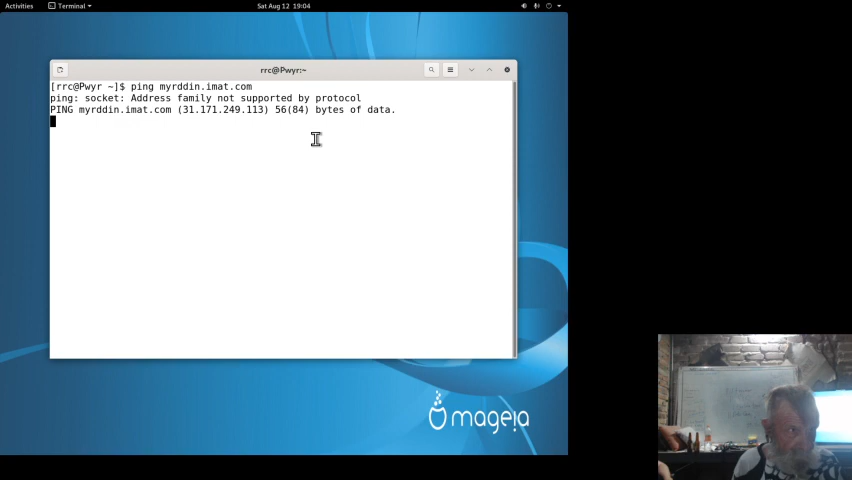 Activities Terminal Sat Aug 12 19:04
rrc@Pwyr:~
[rrc@Pwyr ~]$ ping myrddin.imat.com
ping: socket: Address family not supported by protocol
PING myrddin.imat.com (31.171.249.113) 56(84) bytes of data.
mageia